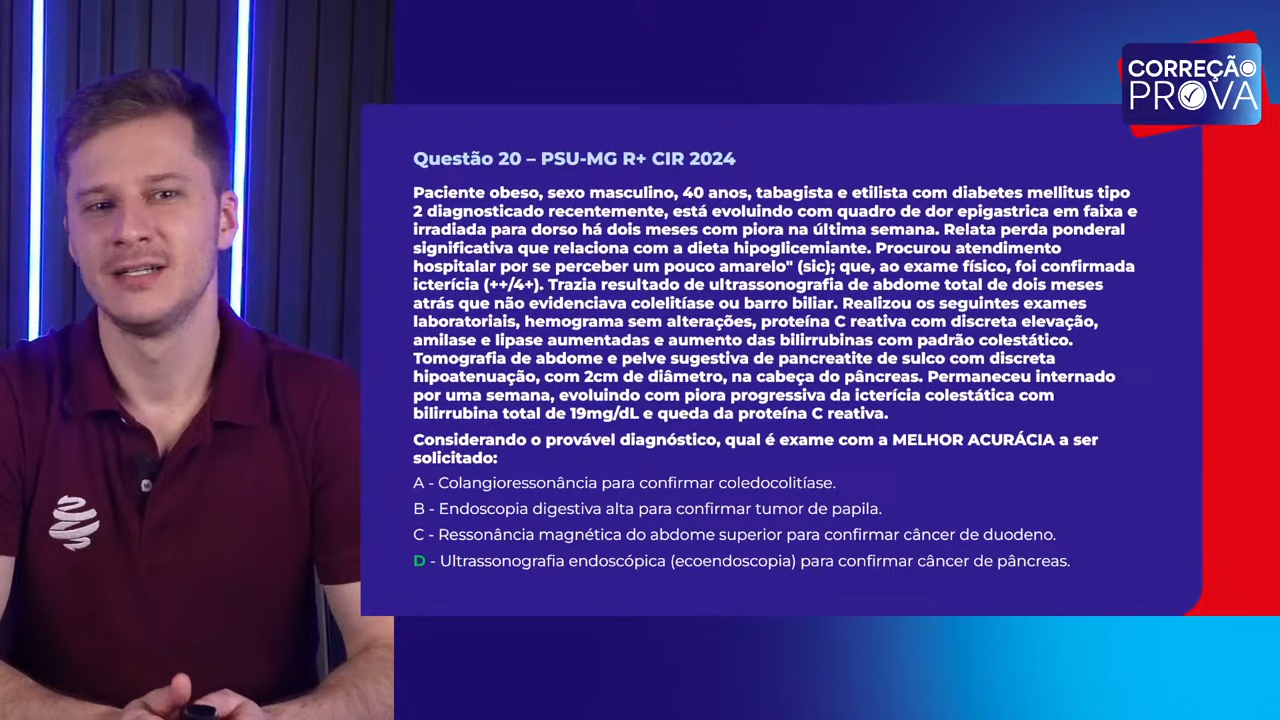 CORREÇÃO
PROVA
Questão 20 – PSU-MG R+ CIR 2024
Paciente obeso, sexo masculino, 40 anos, tabagista e etilista com diabetes mellitus tipo
2 diagnosticado recentemente, está evoluindo com quadro de dor epigastrica em faixa e
irradiada para dorso há dois meses com piora na última semana. Relata perda ponderal
significativa que relaciona com a dieta hipoglicemiante. Procurou atendimento
hospitalar por se perceber um pouco amarelo" (sic); que, ao exame físico, foi confirmada
icterícia (++/4+). Trazia resultado de ultrassonografia de abdome total de dois meses
atrás que não evidenciava colelitíase ou barro biliar. Realizou os seguintes exames
laboratoriais, hemograma sem alterações, proteína C reativa com discreta elevação,
amilase e lipase aumentadas e aumento das bilirrubinas com padrão colestático.
Tomografia de abdome e pelve sugestiva de pancreatite de sulco com discreta
hipoatenuação, com 2cm de diâmetro, na cabeça do pâncreas. Permaneceu internado
por uma semana, evoluindo com piora progressiva da icterícia colestática com
bilirrubina total de 19mg/dL e queda da proteína C reativa.
Considerando o provável diagnóstico, qual é exame com a MELHOR ACURÁCIA a ser
solicitado:
A - Colangioressonância para confirmar coledocolitíase.
B - Endoscopia digestiva alta para confirmar tumor de papila.
C - Ressonância magnética do abdome superior para confirmar câncer de duodeno.
D - Ultrassonografia endoscópica (ecoendoscopia) para confirmar câncer de pâncreas.